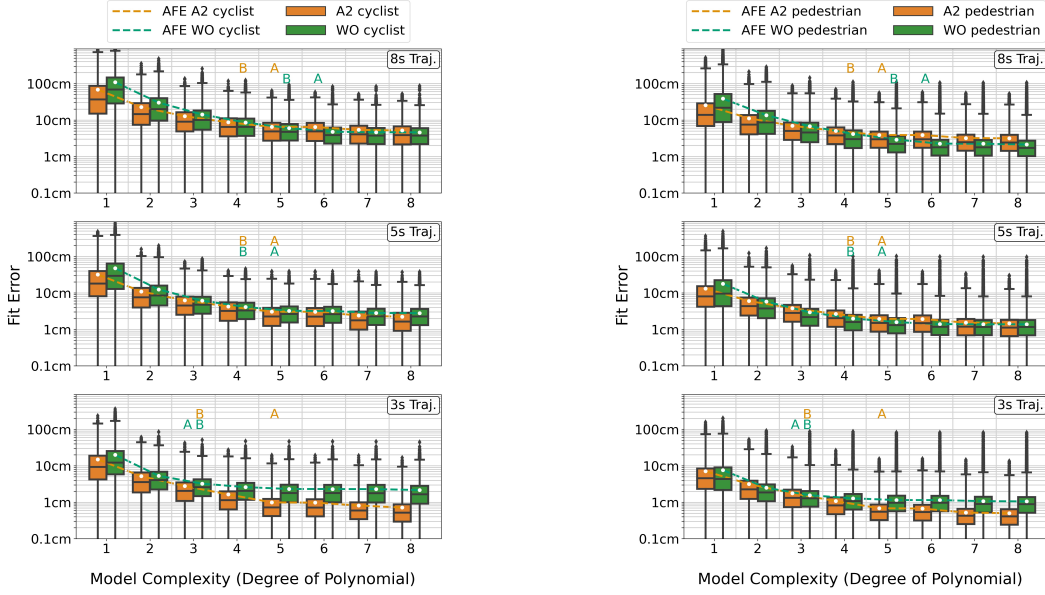 AFE A2 cyclist A2 cyclist
AFE WO cyclist WO cyclist
8s Traj.
B A
B A
100cm
10cm
1cm
0.1cm
1 2 3 4 5 6 7 8
5s Traj.
B A
B A
100cm
10cm
1cm
0.1cm
1 2 3 4 5 6 7 8
3s Traj.
B A
A B
100cm
10cm
1cm
0.1cm
1 2 3 4 5 6 7 8
Fit Error
Model Complexity (Degree of Polynomial)
AFE A2 pedestrian A2 pedestrian
AFE WO pedestrian WO pedestrian
8s Traj.
B A
B A
100cm
10cm
1cm
0.1cm
1 2 3 4 5 6 7 8
5s Traj.
B A
B A
100cm
10cm
1cm
0.1cm
1 2 3 4 5 6 7 8
3s Traj.
B A
A B
100cm
10cm
1cm
0.1cm
1 2 3 4 5 6 7 8
Fit Error
Model Complexity (Degree of Polynomial)